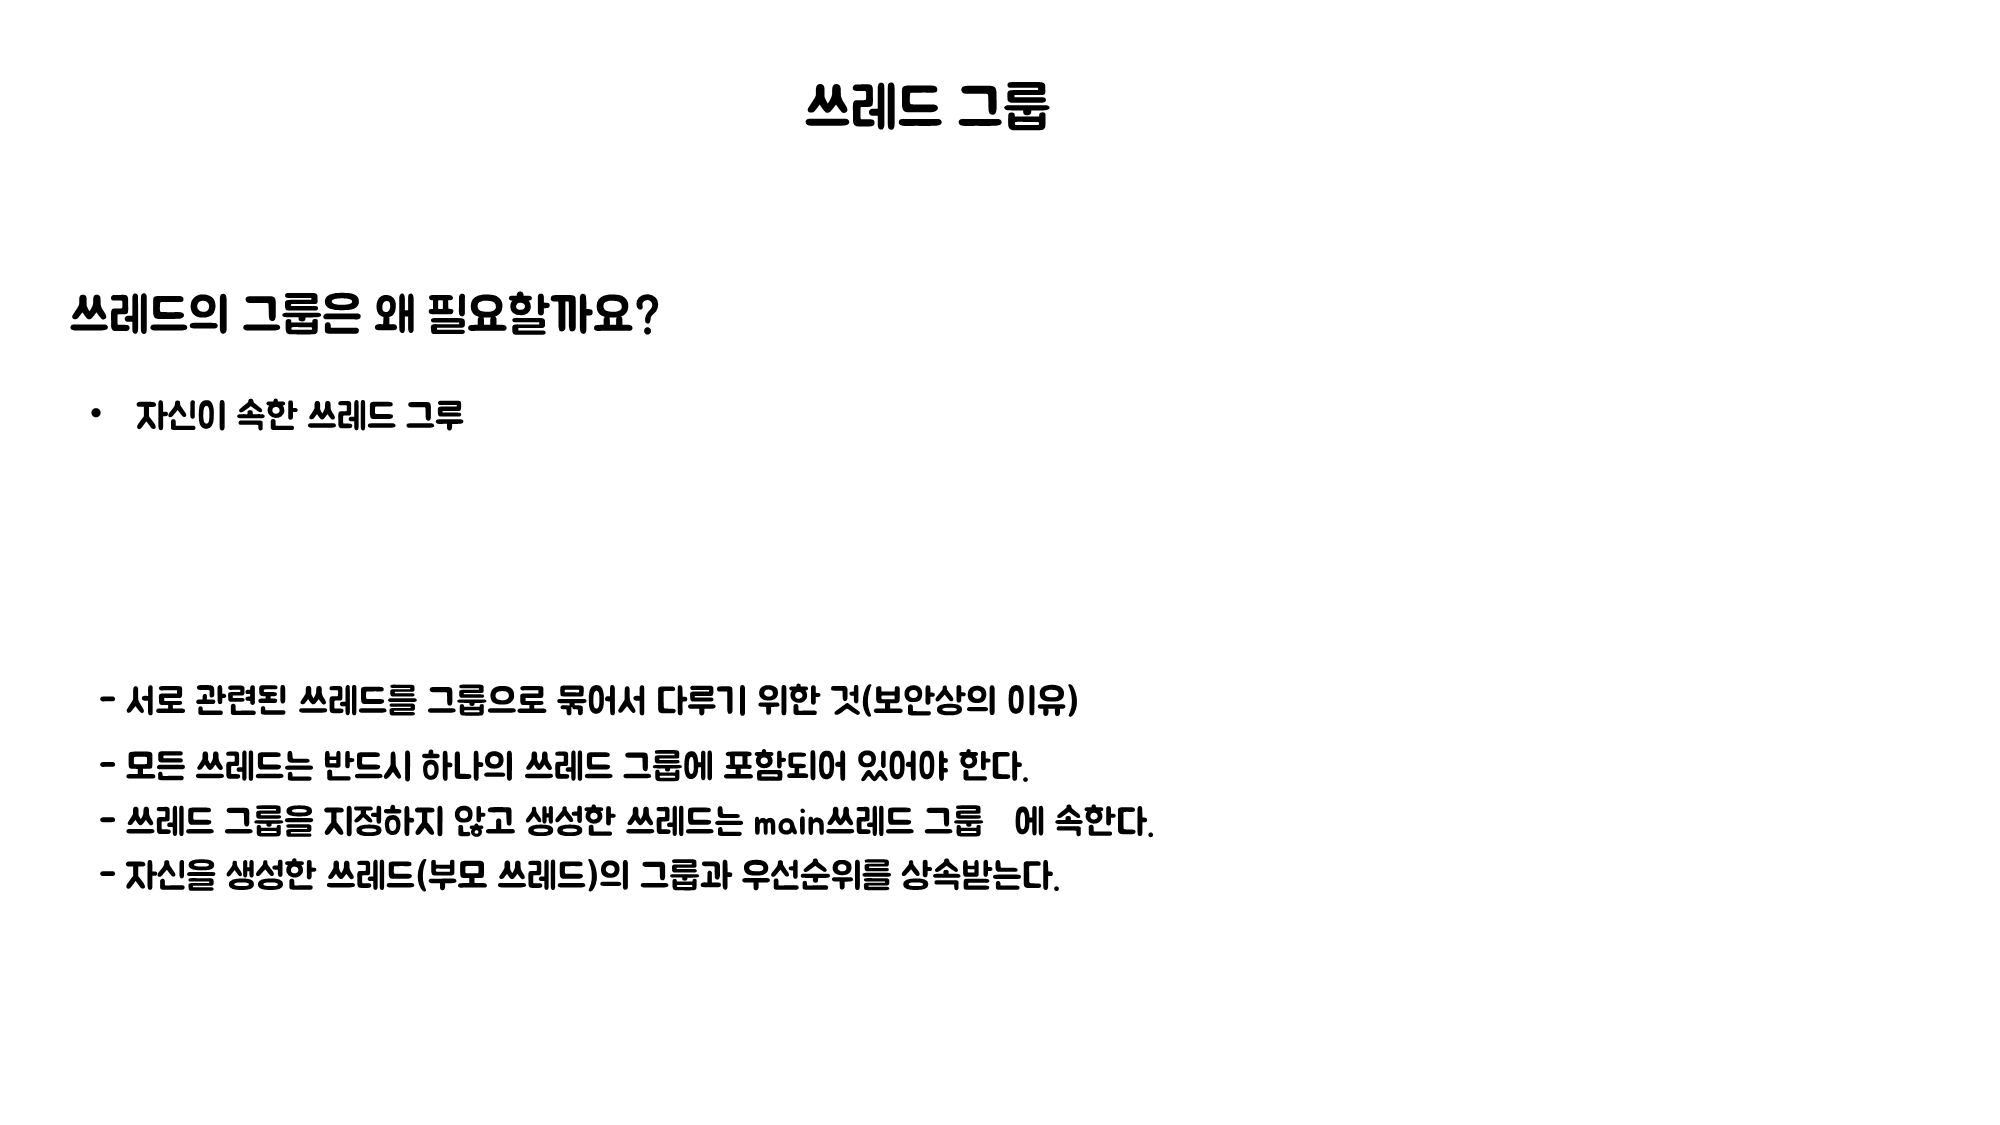 쓰레드 그룹
쓰레드의 그룹은 왜 필요할까요?
• 자신이 속한 쓰레드 그루
- 서로 관련된 쓰레드를 그룹으로 묶어서 다루기 위한 것(보안상의 이유)
- 모든 쓰레드는 반드시 하나의 쓰레드 그룹에 포함되어 있어야 한다.
- 쓰레드 그룹을 지정하지 않고 생성한 쓰레드는 main쓰레드 그룹 에 속한다.
- 자신을 생성한 쓰레드(부모 쓰레드)의 그룹과 우선순위를 상속받는다.